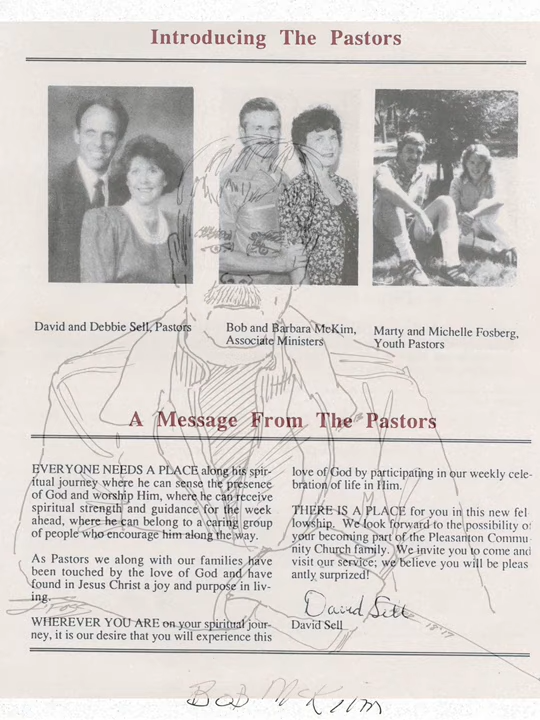 Introducing The Pastors
David and Debbie Sell, Pastors
Bob and Barbara McKim,
Associate Ministers
Marty and Michelle Fosberg,
Youth Pastors
A Message From The Pastors
EVERYONE NEEDS A PLACE along his spir-
itual journey where he can sense the presence
of God and worship Him, where he can receive
spiritual strength and guidance for the week
ahead, where he can belong to a caring group
of people who encourage him along the way.
As Pastors we along with our families have
been touched by the love of God and have
found in Jesus Christ a joy and purpose in liv-
ing.
WHEREVER YOU ARE on your spiritual jour-
ney, it is our desire that you will experience this
love of God by participating in our weekly cele-
bration of life in Him.
THERE IS A PLACE for you in this new fel
lowship. We look forward to the possibility of
your becoming part of the Pleasanton Commu
nity Church family. We invite you to come and
visit our service; we believe you will be pleas
antly surprized!
David Sell
David Sell
BOB McKIM